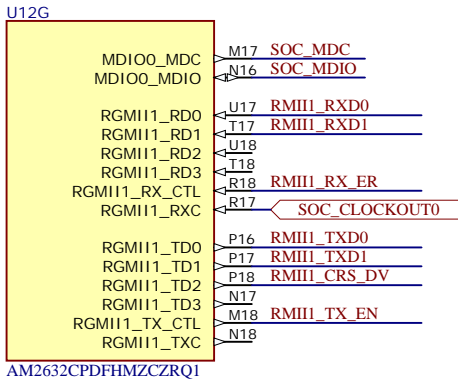 U12G
MDIO0_MDC M17 SOC_MDC
MDIO0_MDIO N16 SOC_MDIO
RGMII1_RD0 U17 RMII1_RXD0
RGMII1_RD1 T17 RMII1_RXD1
RGMII1_RD2 U18
RGMII1_RD3 T18
RGMII1_RX_CTL R18 RMII1_RX_ER
RGMII1_RXC R17 SOC_CLOCKOUT0
RGMII1_TD0 P16 RMII1_TXD0
RGMII1_TD1 P17 RMII1_TXD1
RGMII1_TD2 P18 RMII1_CRS_DV
RGMII1_TD3 N17
RGMII1_TX_CTL M18 RMII1_TX_EN
RGMII1_TXC N18
AM2632CPDFHMZCZRQ1